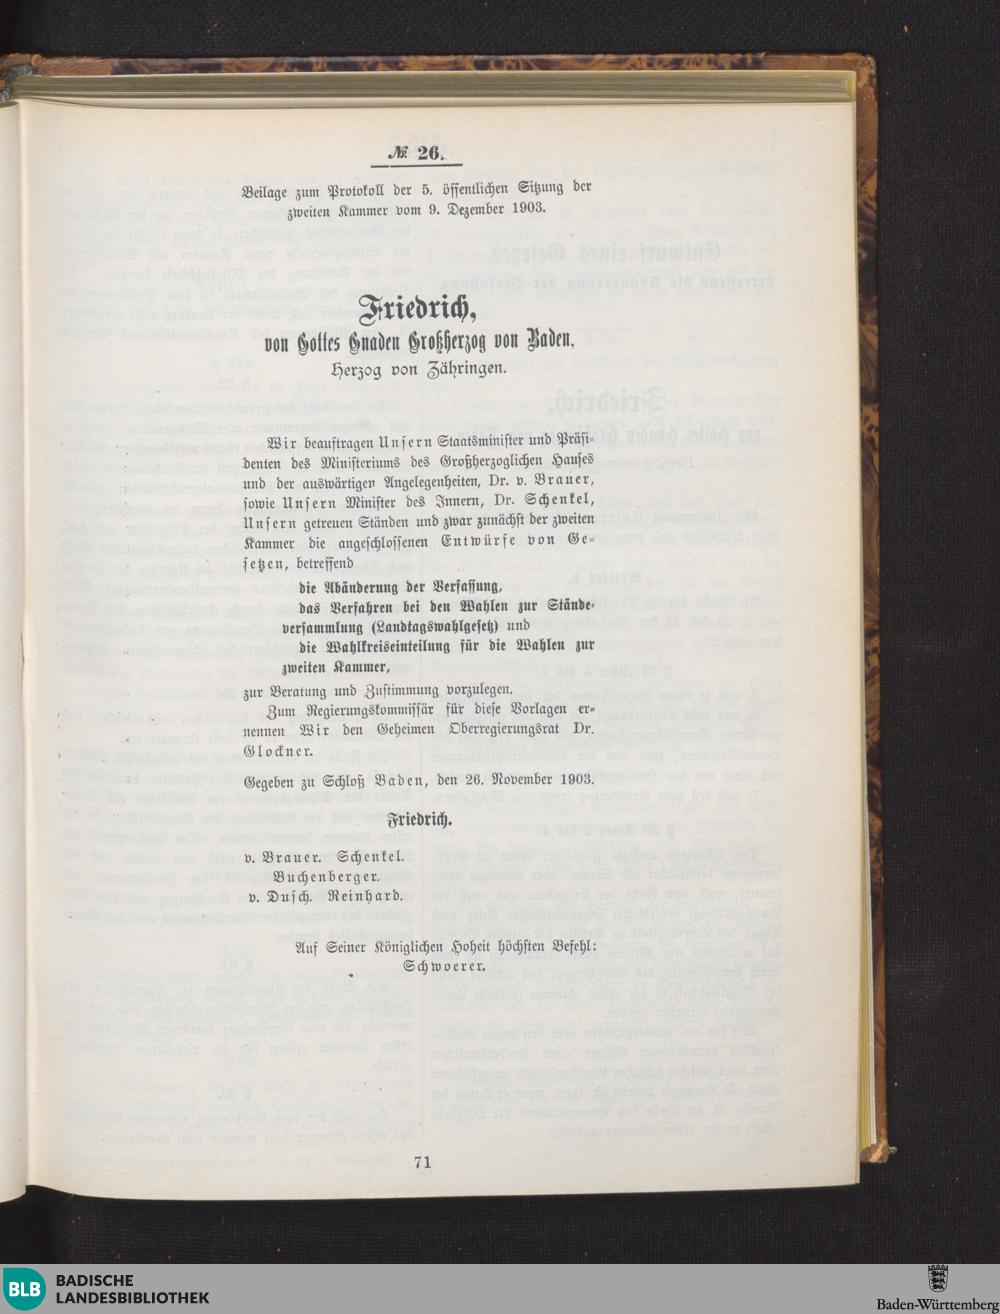 № 26.
Beilage zum Protokoll der 5. öffentlichen Sitzung der
zweiten Kammer vom 9. Dezember 1903.
Friedrich,
von Gottes Gnaden Großherzog von Baden,
Herzog von Zähringen.
Wir beauftragen Unsern Staatsminister und Präsi-
denten des Ministeriums des Großherzoglichen Hauses
und der auswärtigen Angelegenheiten, Dr. v. Brauer,
sowie Unsern Minister des Innern, Dr. Schenkel,
Unsern getreuen Ständen und zwar zunächst der zweiten
Kammer die angeschlossenen Entwürfe von Ge-
setzen, betreffend
die Abänderung der Verfassung,
das Verfahren bei den Wahlen zur Stände-
versammlung (Landtagswahlgesetz) und
die Wahlkreiseinteilung für die Wahlen zur
zweiten Kammer,
zur Beratung und Zustimmung vorzulegen.
Zum Regierungskommissär für diese Vorlagen er-
nennen Wir den Geheimen Oberregierungsrat Dr.
Glockner.
Gegeben zu Schloß Baden, den 26. November 1903.
Friedrich.
v. Brauer. Schenkel.
Buchenberger.
v. Dusch. Reinhard.
Auf Seiner Königlichen Hoheit höchsten Befehl:
Schwoerer.
71
BLB BADISCHE
LANDESBIBLIOTHEK
Baden-Württemberg